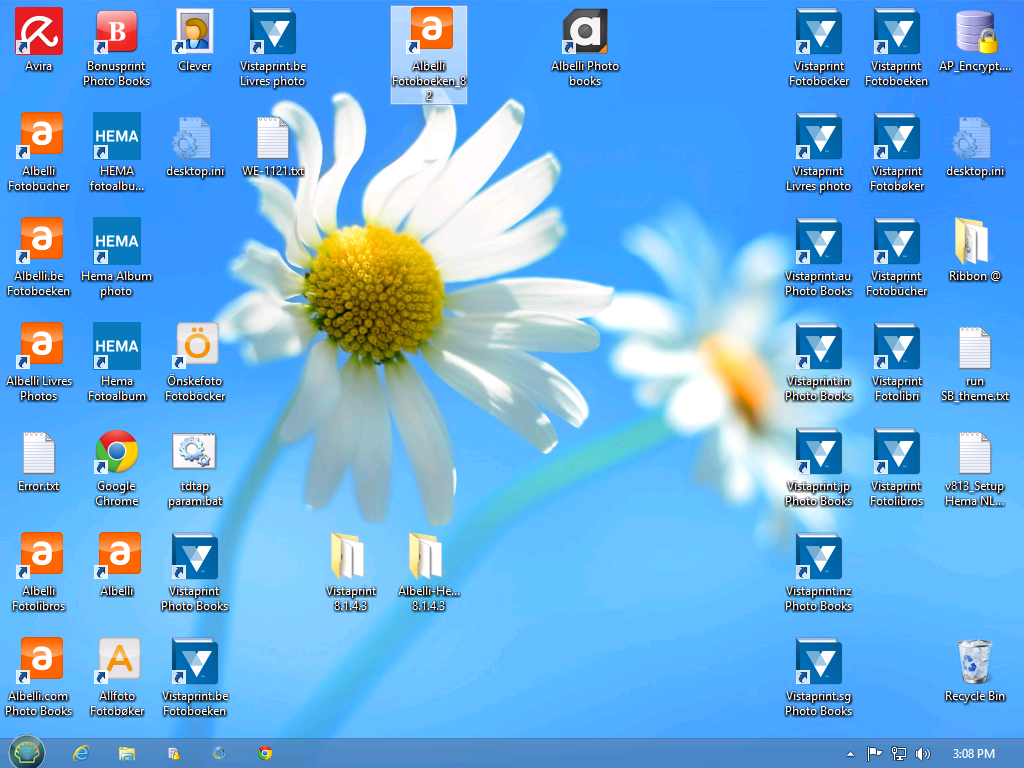 Avira
B
Bonusprint
Photo Books
Clever
Vistaprint.be
Livres photo
a
Albelli
Fotoboeken_8
2
a
Albelli Photo
books
Vistaprint
Fotoböcker
Vistaprint
Fotoboeken
AP_Encrypt....
a
Albelli
Fotobücher
HEMA
HEMA
fotoalbu...
desktop.ini
WE-1121.txt
Vistaprint
Livres photo
Vistaprint
Fotobøker
desktop.ini
a
Albelli.be
Fotoboeken
HEMA
Hema Album
photo
Vistaprint.au
Photo Books
Vistaprint
Fotobücher
Ribbon @
a
Albelli Livres
Photos
HEMA
Hema
Fotoalbum
Ö
Önskefoto
Fotoböcker
Vistaprint.in
Photo Books
Vistaprint
Fotolibri
run
SB_theme.txt
Error.txt
Google
Chrome
tdtap
param.bat
Vistaprint.jp
Photo Books
Vistaprint
Fotolibros
v813_Setup
Hema NL...
a
Albelli
Fotolibros
a
Albelli
Vistaprint
Photo Books
Vistaprint
8.1.4.3
Albelli-He...
8.1.4.3
Vistaprint.nz
Photo Books
a
Albelli.com
Photo Books
A
Allfoto
Fotobøker
Vistaprint.be
Fotoboeken
Vistaprint.sg
Photo Books
Recycle Bin
3:08 PM